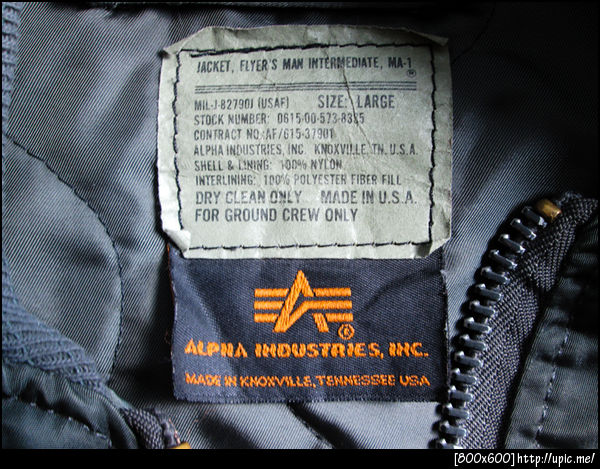 JACKET, FLYER'S MAN INTERMEDIATE, MA-1 ®
MIL-J-82790J (USAF) SIZE: LARGE
STOCK NUMBER: 0615-00-573-8355
CONTRACT NO.: AF/615-37901
ALPHA INDUSTRIES, INC. KNOXVILLE, TN. U.S.A.
SHELL & LINING: 100% NYLON
INTERLINING: 100% POLYESTER FIBER FILL
DRY CLEAN ONLY MADE IN U.S.A.
FOR GROUND CREW ONLY
®
ALPHA INDUSTRIES, INC.
MADE IN KNOXVILLE, TENNESSEE USA
[800x600]http://upic.me/